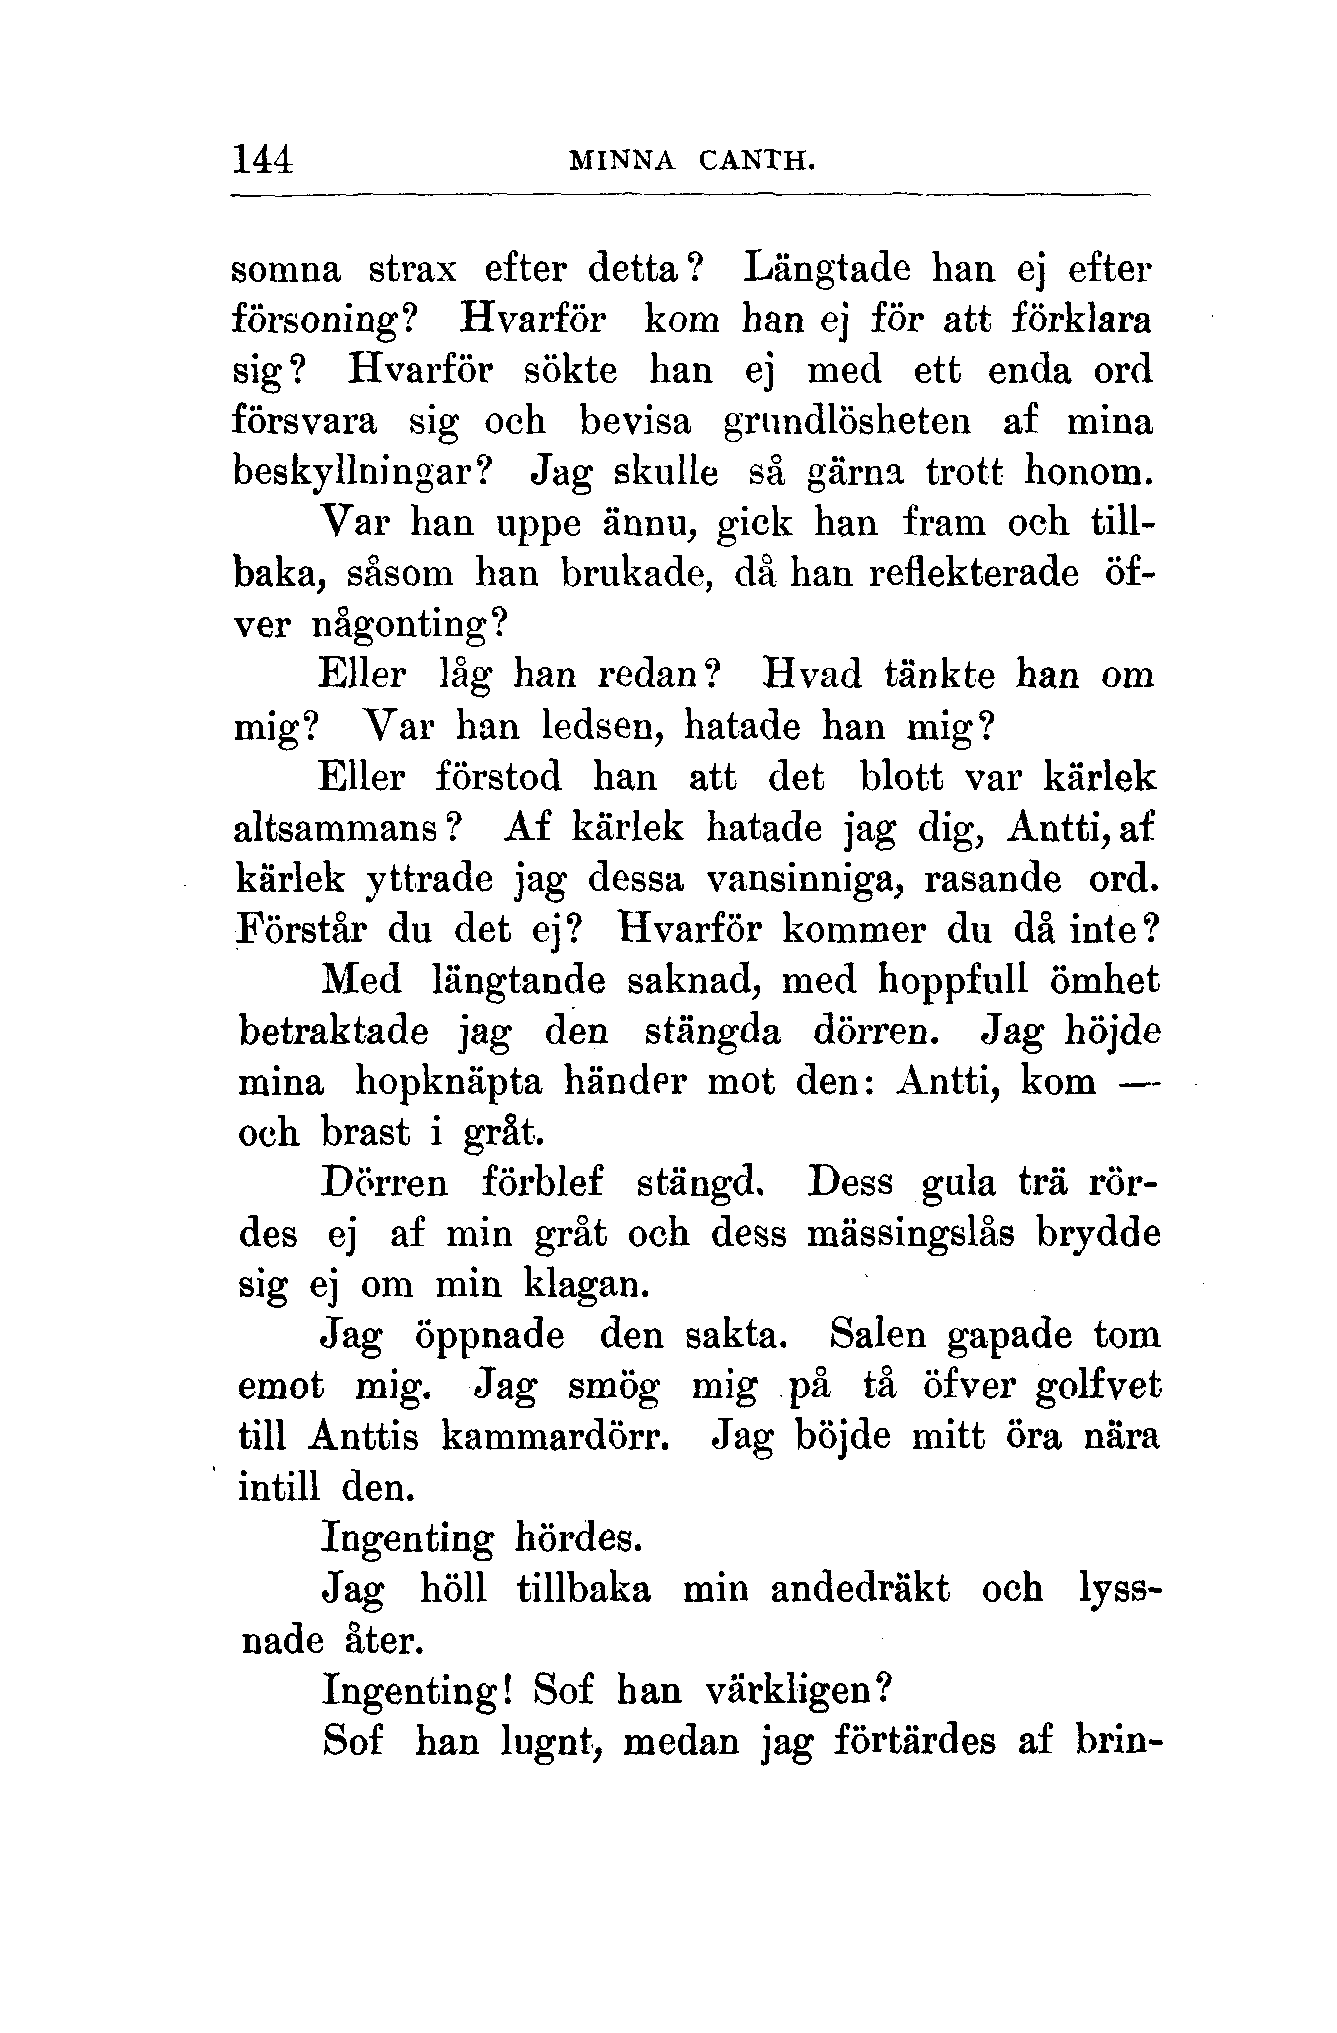 144 MINNA CANTH.
somna strax efter detta? Längtade han ej efter
försoning? Hvarför kom han ej för att förklara
sig? Hvarför sökte han ej med ett enda ord
försvara sig och bevisa grundlösheten af mina
beskyllningar? Jag skulle så gärna trott honom.
Var han uppe ännu, gick han fram och till-
baka, såsom han brukade, då han reflekterade öf-
ver någonting?
Eller låg han redan? Hvad tänkte han om
mig? Var han ledsen, hatade han mig?
Eller förstod han att det blott var kärlek
altsammans? Af kärlek hatade jag dig, Antti, af
kärlek yttrade jag dessa vansinniga, rasande ord.
Förstår du det ej? Hvarför kommer du då inte?
Med längtande saknad, med hoppfull ömhet
betraktade jag den stängda dörren. Jag höjde
mina hopknäpta händer mot den: Antti, kom —
och brast i gråt.
Dörren förblef stängd. Dess gula trä rör-
des ej af min gråt och dess mässingslås brydde
sig ej om min klagan.
Jag öppnade den sakta. Salen gapade tom
emot mig. Jag smög mig på tå öfver golfvet
till Anttis kammardörr. Jag böjde mitt öra nära
intill den.
Ingenting hördes.
Jag höll tillbaka min andedräkt och lyss-
nade åter.
Ingenting! Sof han värkligen?
Sof han lugnt, medan jag förtärdes af brin-